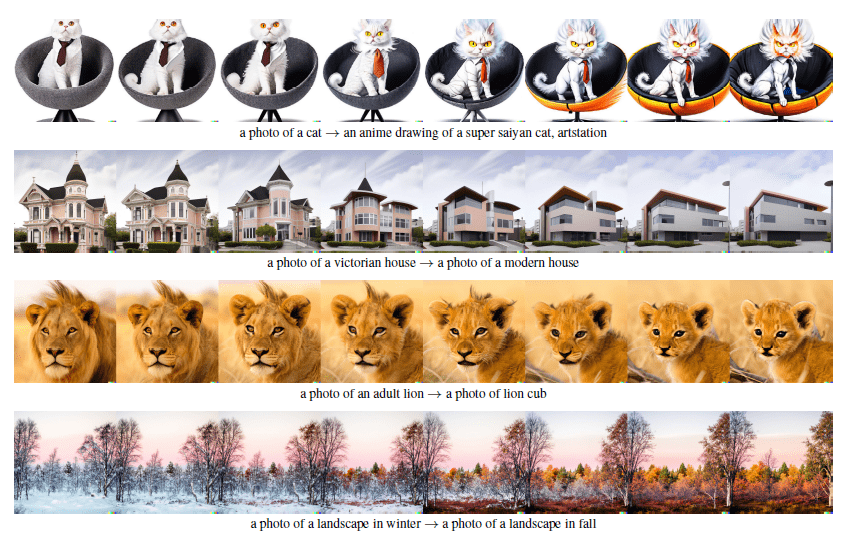 a photo of a cat → an anime drawing of a super saiyan cat, artstation
a photo of a victorian house → a photo of a modern house
a photo of an adult lion → a photo of lion cub
a photo of a landscape in winter → a photo of a landscape in fall